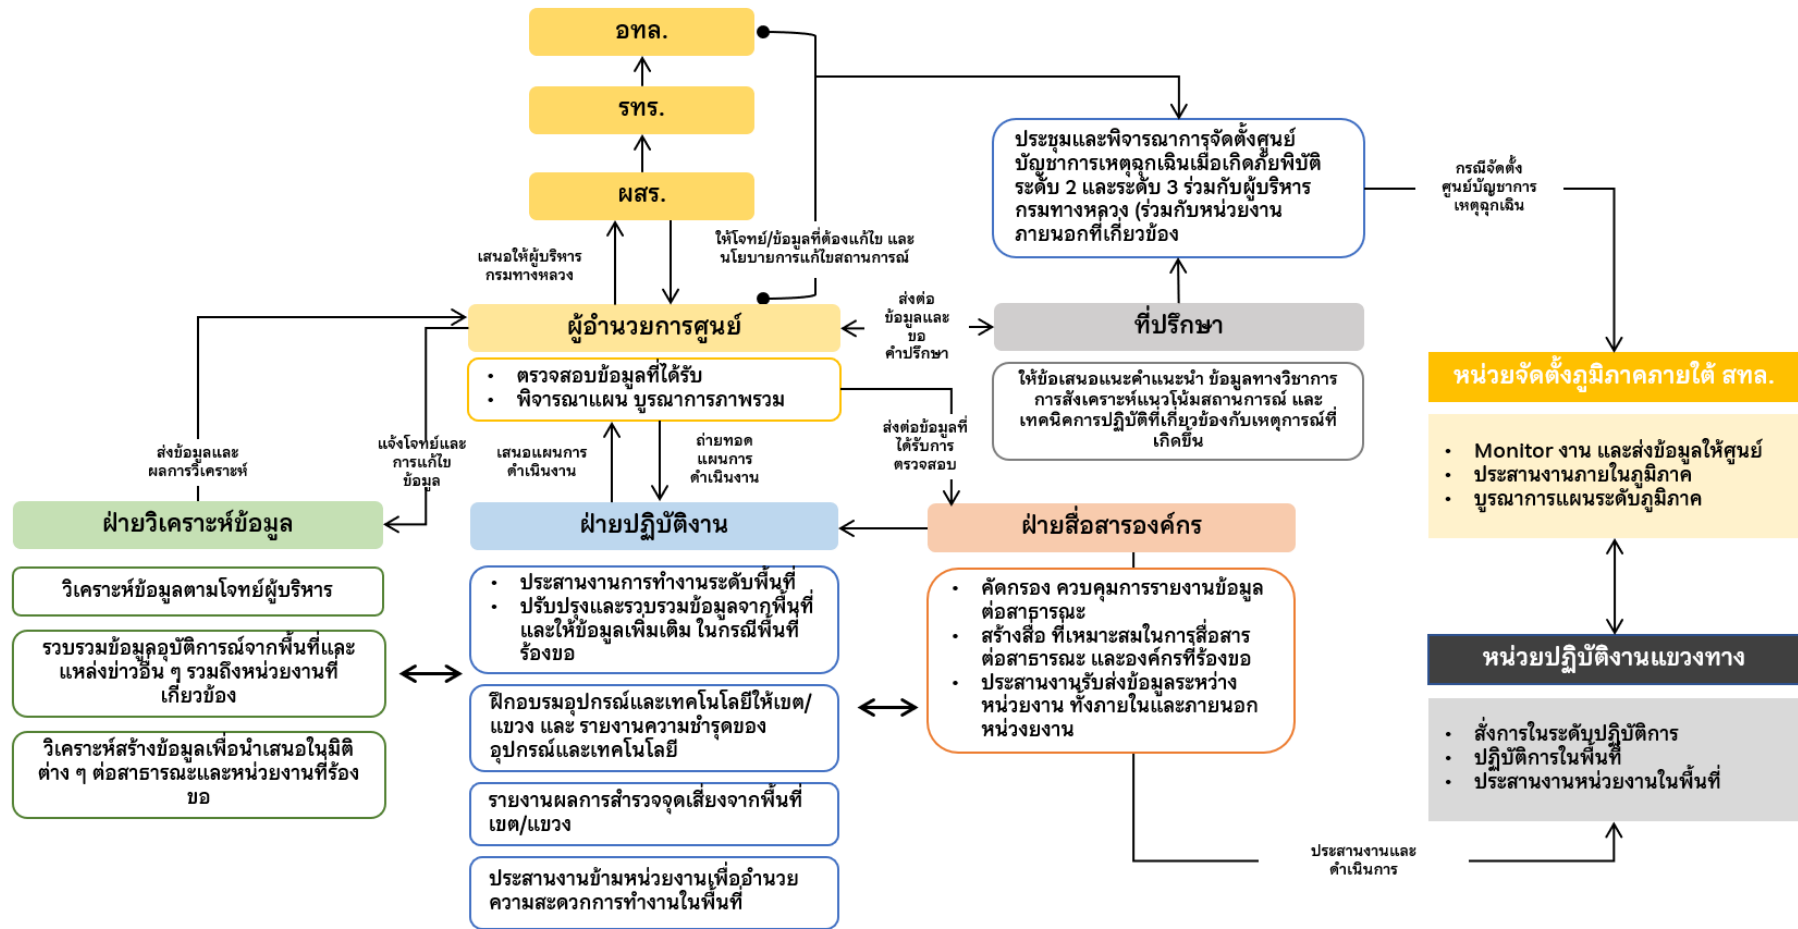 อทล.
รทร.
ผสร.
เสนอให้ผู้บริหาร
กรมทางหลวง
ให้โจทย์/ข้อมูลที่ต้องแก้ไข และ
นโยบายการแก้ไขสถานการณ์
ประชุมและพิจารณาการจัดตั้งศูนย์
บัญชาการเหตุฉุกเฉินเมื่อเกิดภัยพิบัติ
ระดับ 2 และระดับ 3 ร่วมกับผู้บริหาร
กรมทางหลวง (ร่วมกับหน่วยงาน
ภายนอกที่เกี่ยวข้อง
กรณีจัดตั้ง
ศูนย์บัญชาการ
เหตุฉุกเฉิน
ผู้อำนวยการศูนย์
• ตรวจสอบข้อมูลที่ได้รับ
• พิจารณาแผน บูรณาการภาพรวม
ส่งต่อ
ข้อมูลและ
ขอ
คำปรึกษา
ที่ปรึกษา
ให้ข้อเสนอแนะคำแนะนำ ข้อมูลทางวิชาการ
การสังเคราะห์แนวโน้มสถานการณ์ และ
เทคนิคการปฏิบัติที่เกี่ยวข้องกับเหตุการณ์ที่
เกิดขึ้น
หน่วยจัดตั้งภูมิภาคภายใต้ สทล.
• Monitor งาน และส่งข้อมูลให้ศูนย์
• ประสานงานภายในภูมิภาค
• บูรณาการแผนระดับภูมิภาค
ส่งข้อมูลและ
ผลการวิเคราะห์
แจ้งโจทย์และ
การแก้ไข
ข้อมูล
เสนอแผนการ
ดำเนินงาน
ถ่ายทอด
แผนการ
ดำเนินงาน
ส่งต่อข้อมูลที่
ได้รับการ
ตรวจสอบ
ฝ่ายวิเคราะห์ข้อมูล
วิเคราะห์ข้อมูลตามโจทย์ผู้บริหาร
รวบรวมข้อมูลอุบัติการณ์จากพื้นที่และ
แหล่งข่าวอื่น ๆ รวมถึงหน่วยงานที่
เกี่ยวข้อง
วิเคราะห์สร้างข้อมูลเพื่อนำเสนอในมิติ
ต่าง ๆ ต่อสาธารณะและหน่วยงานที่ร้อง
ขอ
ฝ่ายปฏิบัติงาน
• ประสานงานการทำงานระดับพื้นที่
• ปรับปรุงและรวบรวมข้อมูลจากพื้นที่
และให้ข้อมูลเพิ่มเติม ในกรณีพื้นที่
ร้องขอ
ฝึกอบรมอุปกรณ์และเทคโนโลยีให้เขต/
แขวง และ รายงานความชำรุดของ
อุปกรณ์และเทคโนโลยี
รายงานผลการสำรวจจุดเสี่ยงจากพื้นที่
เขต/แขวง
ประสานงานข้ามหน่วยงานเพื่ออำนวย
ความสะดวกการทำงานในพื้นที่
ฝ่ายสื่อสารองค์กร
• คัดกรอง ควบคุมการรายงานข้อมูล
ต่อสาธารณะ
• สร้างสื่อ ที่เหมาะสมในการสื่อสาร
ต่อสาธารณะ และองค์กรที่ร้องขอ
• ประสานงานรับส่งข้อมูลระหว่าง
หน่วยงาน ทั้งภายในและภายนอก
หน่วงยงาน
หน่วยปฏิบัติงานแขวงทาง
• สั่งการในระดับปฏิบัติการ
• ปฏิบัติการในพื้นที่
• ประสานงานหน่วยงานในพื้นที่
ประสานงานและ
ดำเนินการ